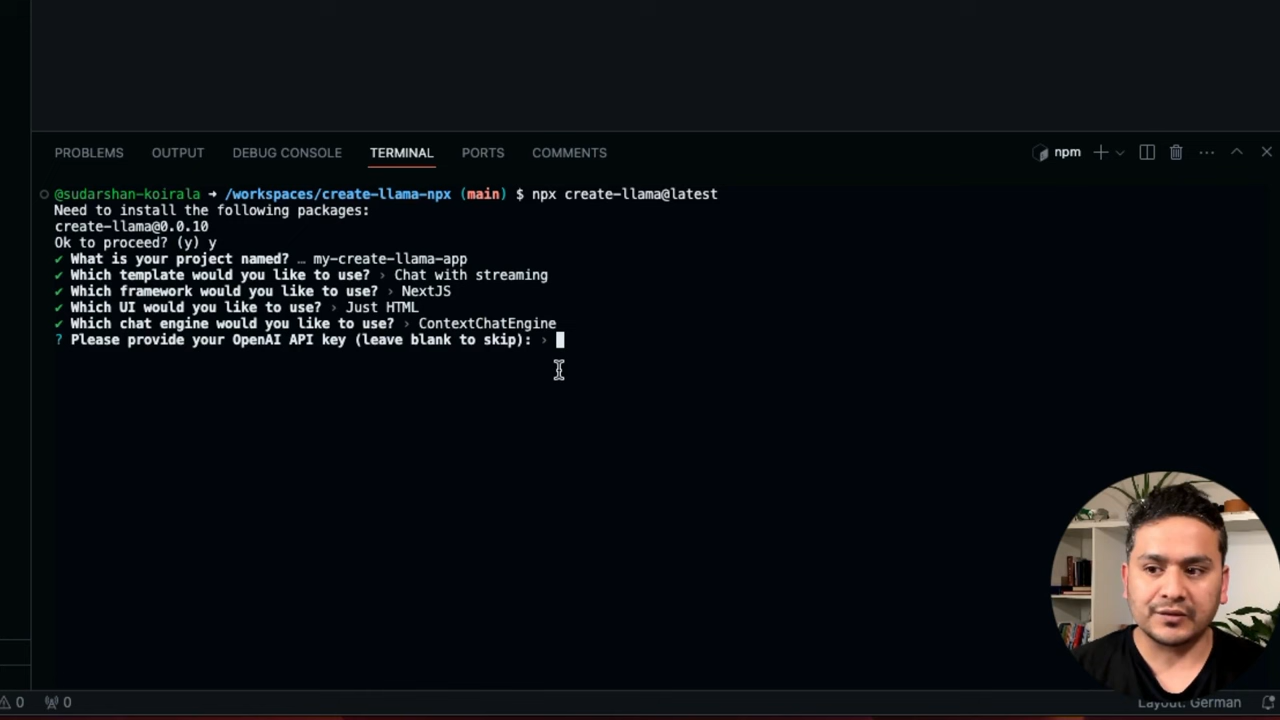 PROBLEMS OUTPUT DEBUG CONSOLE TERMINAL PORTS COMMENTS npm
@sudarshan-koirala ➜ /workspaces/create-llama-npx (main) $ npx create-llama@latest
Need to install the following packages:
create-llama@0.0.10
Ok to proceed? (y) y
✔ What is your project named? … my-create-llama-app
✔ Which template would you like to use? › Chat with streaming
✔ Which framework would you like to use? › NextJS
✔ Which UI would you like to use? › Just HTML
✔ Which chat engine would you like to use? › ContextChatEngine
? Please provide your OpenAI API key (leave blank to skip): ›
0 0 Layout: German